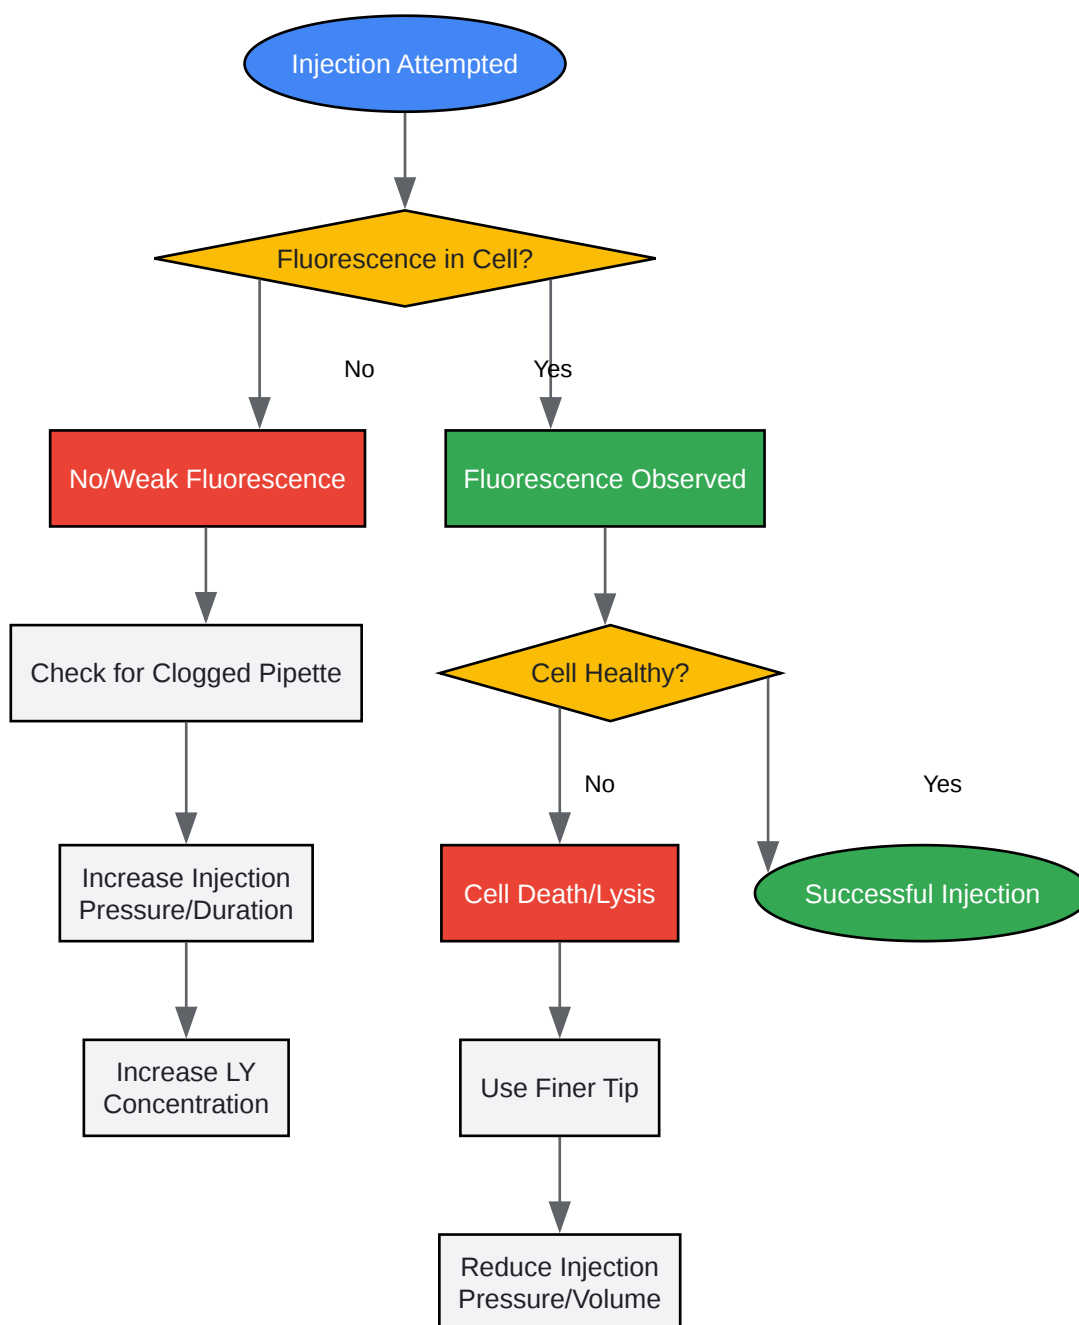 Injection Attempted
Fluorescence in Cell?
No
Yes
No/Weak Fluorescence
Fluorescence Observed
Check for Clogged Pipette
Cell Healthy?
No
Yes
Increase Injection
Pressure/Duration
Cell Death/Lysis
Successful Injection
Increase LY
Concentration
Use Finer Tip
Reduce Injection
Pressure/Volume